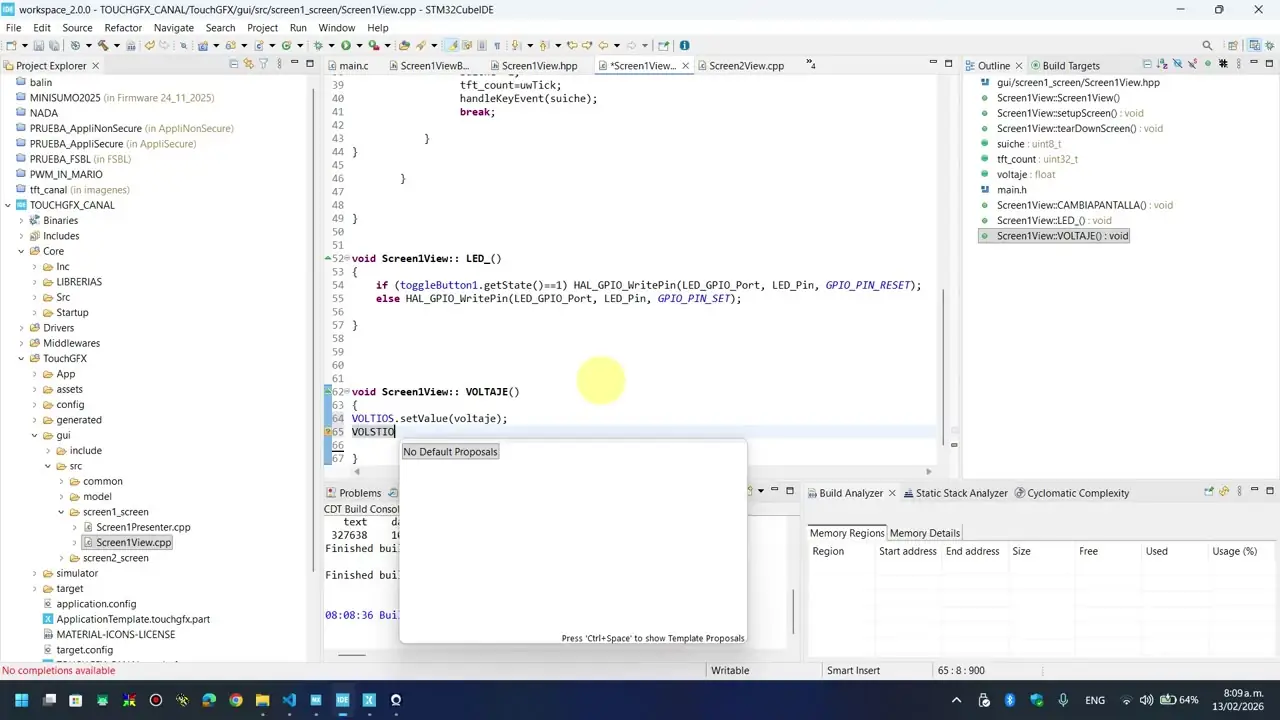 workspace_2.0.0 - TOUCHGFX_CANAL/TouchGFX/gui/src/screen1_screen/Screen1View.cpp - STM32CubeIDE
File Edit Source Refactor Navigate Search Project Run Window Help
Project Explorer
balin
MINISUMO2025 (in Firmware 24_11_2025)
NADA
PRUEBA_AppliNonSecure (in AppliNonSecure)
PRUEBA_AppliSecure (in AppliSecure)
PRUEBA_FSBL (in FSBL)
PWM_IN_MARIO
tft_canal (in imagenes)
TOUCHGFX_CANAL
Binaries
Includes
Core
Inc
LIBRERIAS
Src
Startup
Drivers
Middlewares
TouchGFX
App
assets
config
generated
gui
include
src
common
model
screen1_screen
Screen1Presenter.cpp
Screen1View.cpp
screen2_screen
simulator
target
application.config
ApplicationTemplate.touchgfx.part
MATERIAL-ICONS-LICENSE
target.config
main.c Screen1ViewB... Screen1View.hpp *Screen1View... Screen2View.cpp 4
39 tft_count=uwTick;
40 handleKeyEvent(suiche);
41 break;
42
43 }
44 }
45
46 }
47
48
49 }
50
51
52 void Screen1View:: LED_()
53 {
54 if (toggleButton1.getState()==1) HAL_GPIO_WritePin(LED_GPIO_Port, LED_Pin, GPIO_PIN_RESET);
55 else HAL_GPIO_WritePin(LED_GPIO_Port, LED_Pin, GPIO_PIN_SET);
56
57 }
58
59
60
61
62 void Screen1View:: VOLTAJE()
63 {
64 VOLTIOS.setValue(voltaje);
65 VOLSTIO
66
67 }
No Default Proposals
Press 'Ctrl+Space' to show Template Proposals
Problems
CDT Build Consol
text
327638
Finished bui
Finished bui
08:08:36 Bui
Outline Build Targets
gui/screen1_screen/Screen1View.hpp
Screen1View::Screen1View()
Screen1View::setupScreen() : void
Screen1View::tearDownScreen() : void
suiche : uint8_t
tft_count : uint32_t
voltaje : float
main.h
Screen1View::CAMBIAPANTALLA() : void
Screen1View::LED_() : void
Screen1View::VOLTAJE() : void
Build Analyzer Static Stack Analyzer Cyclomatic Complexity
Memory Regions Memory Details
Region Start address End address Size Free Used Usage (%)
No completions available
Writable Smart Insert 65 : 8 : 900
ENG 64% 8:09 a. m.
13/02/2026